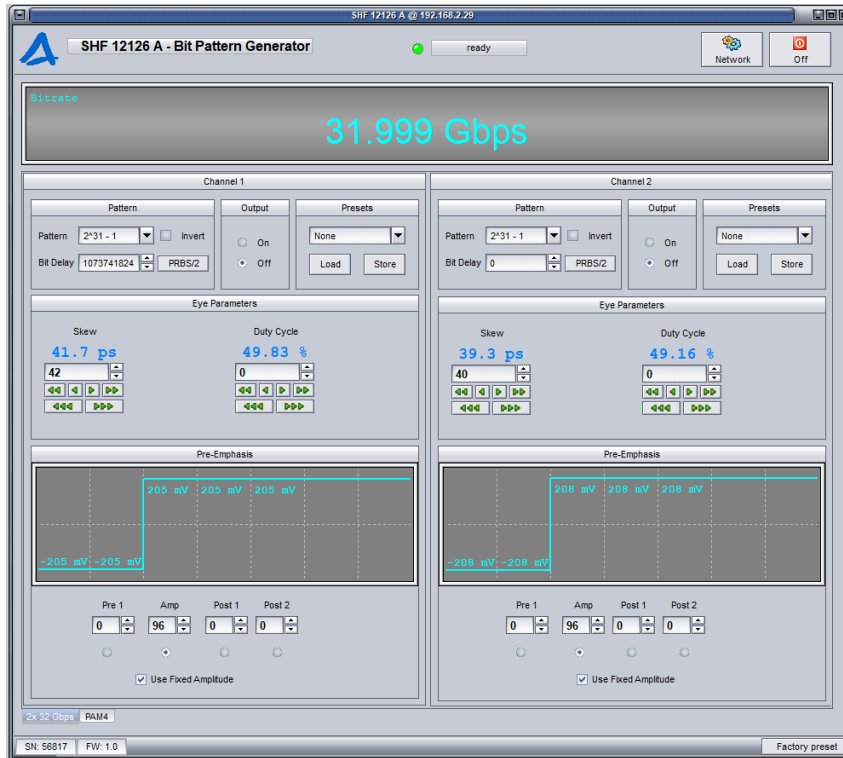 SHF 12126 A @ 192.168.2.29
SHF 12126 A - Bit Pattern Generator
ready
Network
Off
Bitrate
31.999 Gbps
Channel 1
Pattern
Output
Presets
Pattern 2^31 - 1 Invert
On
None
Bit Delay 1073741824 PRBS/2
Off
Load Store
Eye Parameters
Skew Duty Cycle
41.7 ps 49.83 %
42 0
Pre-Emphasis
205 mV 205 mV 205 mV
-205 mV -205 mV
Pre 1 Amp Post 1 Post 2
0 96 0 0
Use Fixed Amplitude
Channel 2
Pattern
Output
Presets
Pattern 2^31 - 1 Invert
On
None
Bit Delay 0 PRBS/2
Off
Load Store
Eye Parameters
Skew Duty Cycle
39.3 ps 49.16 %
40 0
Pre-Emphasis
208 mV 208 mV 208 mV
-208 mV -208 mV
Pre 1 Amp Post 1 Post 2
0 96 0 0
Use Fixed Amplitude
2x 32 Gbps PAM4
SN: 56817 FW: 1.0 Factory preset